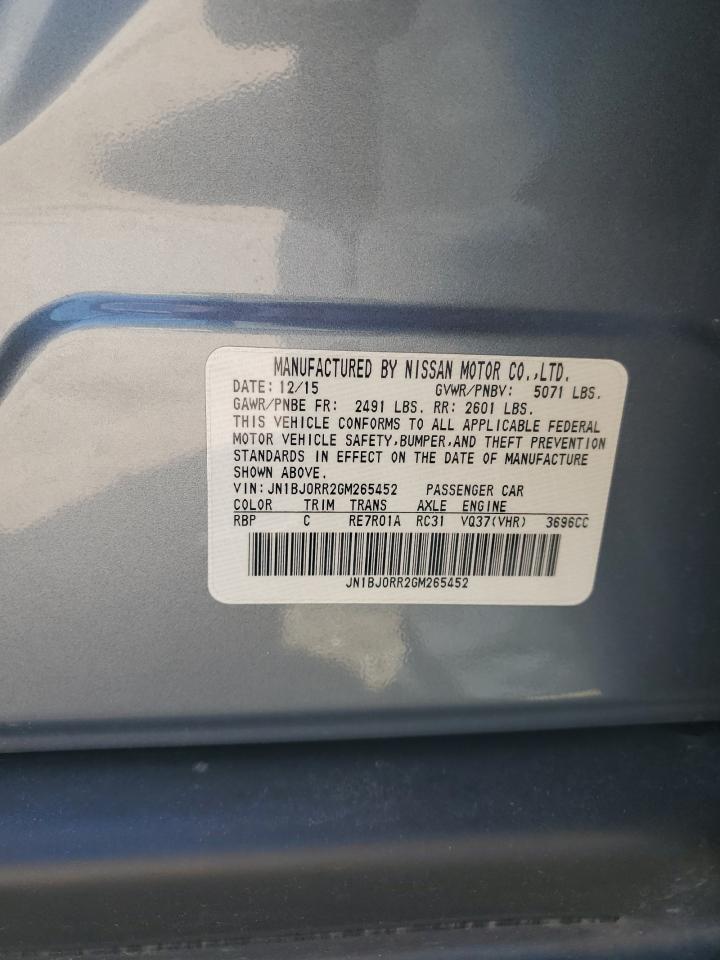 MANUFACTURED BY NISSAN MOTOR CO.,LTD.
DATE: 12/15 GVWR/PNBV: 5071 LBS.
GAWR/PNBE FR: 2491 LBS. RR: 2601 LBS.
THIS VEHICLE CONFORMS TO ALL APPLICABLE FEDERAL
MOTOR VEHICLE SAFETY,BUMPER,AND THEFT PREVENTION
STANDARDS IN EFFECT ON THE DATE OF MANUFACTURE
SHOWN ABOVE.
VIN: JN1BJ0RR2GM265452 PASSENGER CAR
COLOR TRIM TRANS AXLE ENGINE
RBP C RE7R01A RC31 VQ37(VHR) 3696CC
JN1BJ0RR2GM265452